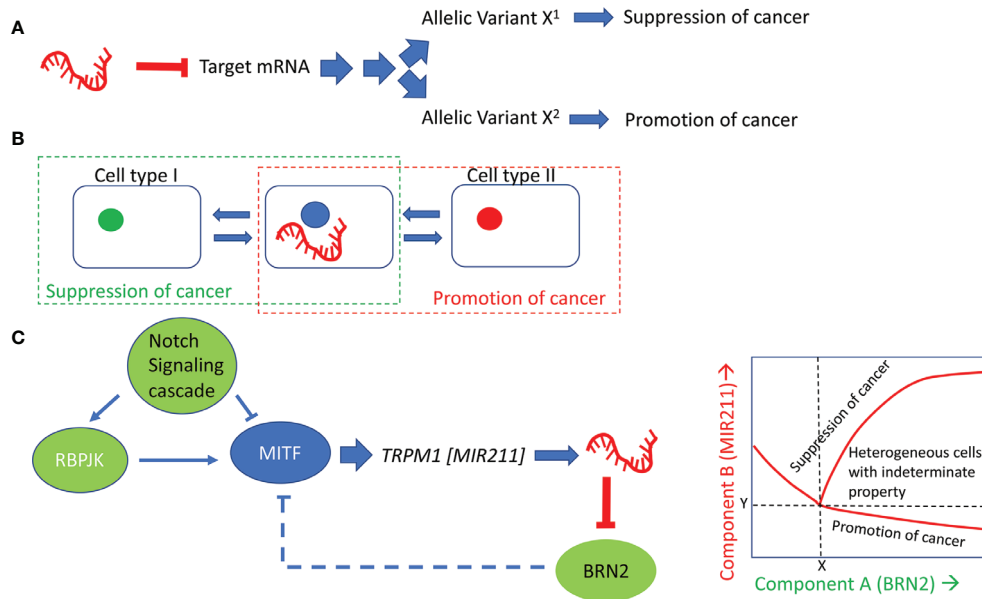 A
Allelic Variant X¹
Suppression of cancer
Target mRNA
Allelic Variant X²
Promotion of cancer
B
Cell type I
Cell type II
Suppression of cancer
Promotion of cancer
C
Notch
Signaling
cascade
RBPJK
MITF
TRPM1 [MIR211]
BRN2
Component B (MIR211) →
Suppression of cancer
Heterogeneous cells
with indeterminate
property
Y
Promotion of cancer
X
Component A (BRN2) →